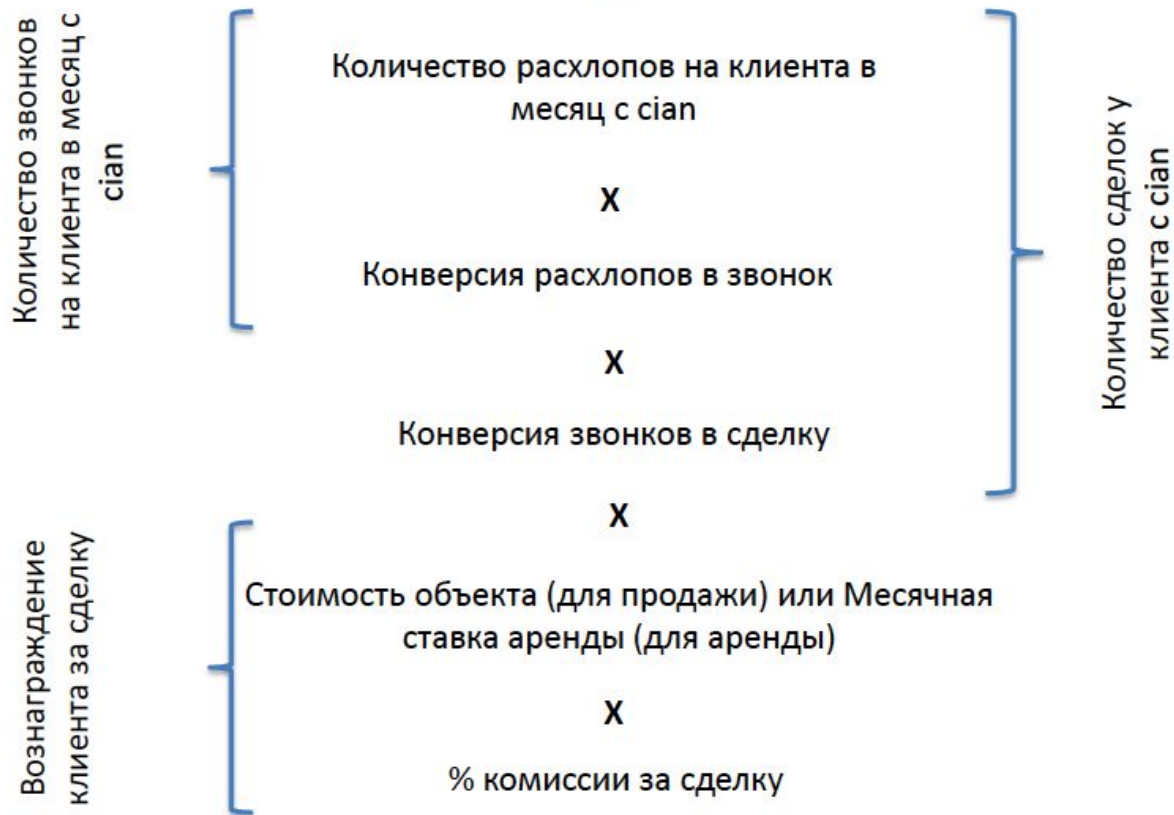 Количество звонков
на клиента в месяц с
cian
Количество расхлопов на клиента в
месяц с cian
X
Конверсия расхлопов в звонок
X
Конверсия звонков в сделку
Количество сделок у
клиента с cian
X
Вознаграждение
клиента за сделку
Стоимость объекта (для продажи) или Месячная
ставка аренды (для аренды)
X
% комиссии за сделку